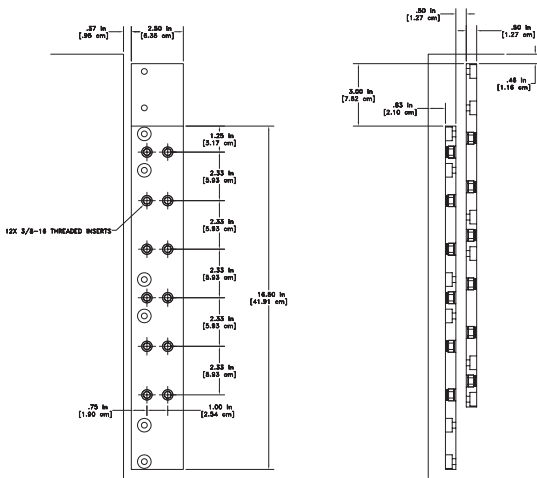 .37 in
[.95 cm]
2.50 in
[6.35 cm]
1.25 in
[3.17 cm]
2.33 in
[5.93 cm]
12X 3/8-16 THREADED INSERTS
2.33 in
[5.93 cm]
2.33 in
[5.93 cm]
16.50 in
[41.91 cm]
2.33 in
[5.93 cm]
2.33 in
[5.93 cm]
.75 in
[1.90 cm]
1.00 in
[2.54 cm]
.50 in
[1.27 cm]
.50 in
[1.27 cm]
3.00 in
[7.62 cm]
.46 in
[1.16 cm]
.83 in
[2.10 cm]